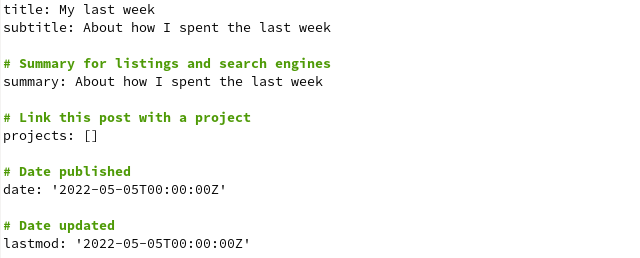 title: My last week
subtitle: About how I spent the last week
# Summary for listings and search engines
summary: About how I spent the last week
# Link this post with a project
projects: []
# Date published
date: '2022-05-05T00:00:00Z'
# Date updated
lastmod: '2022-05-05T00:00:00Z'